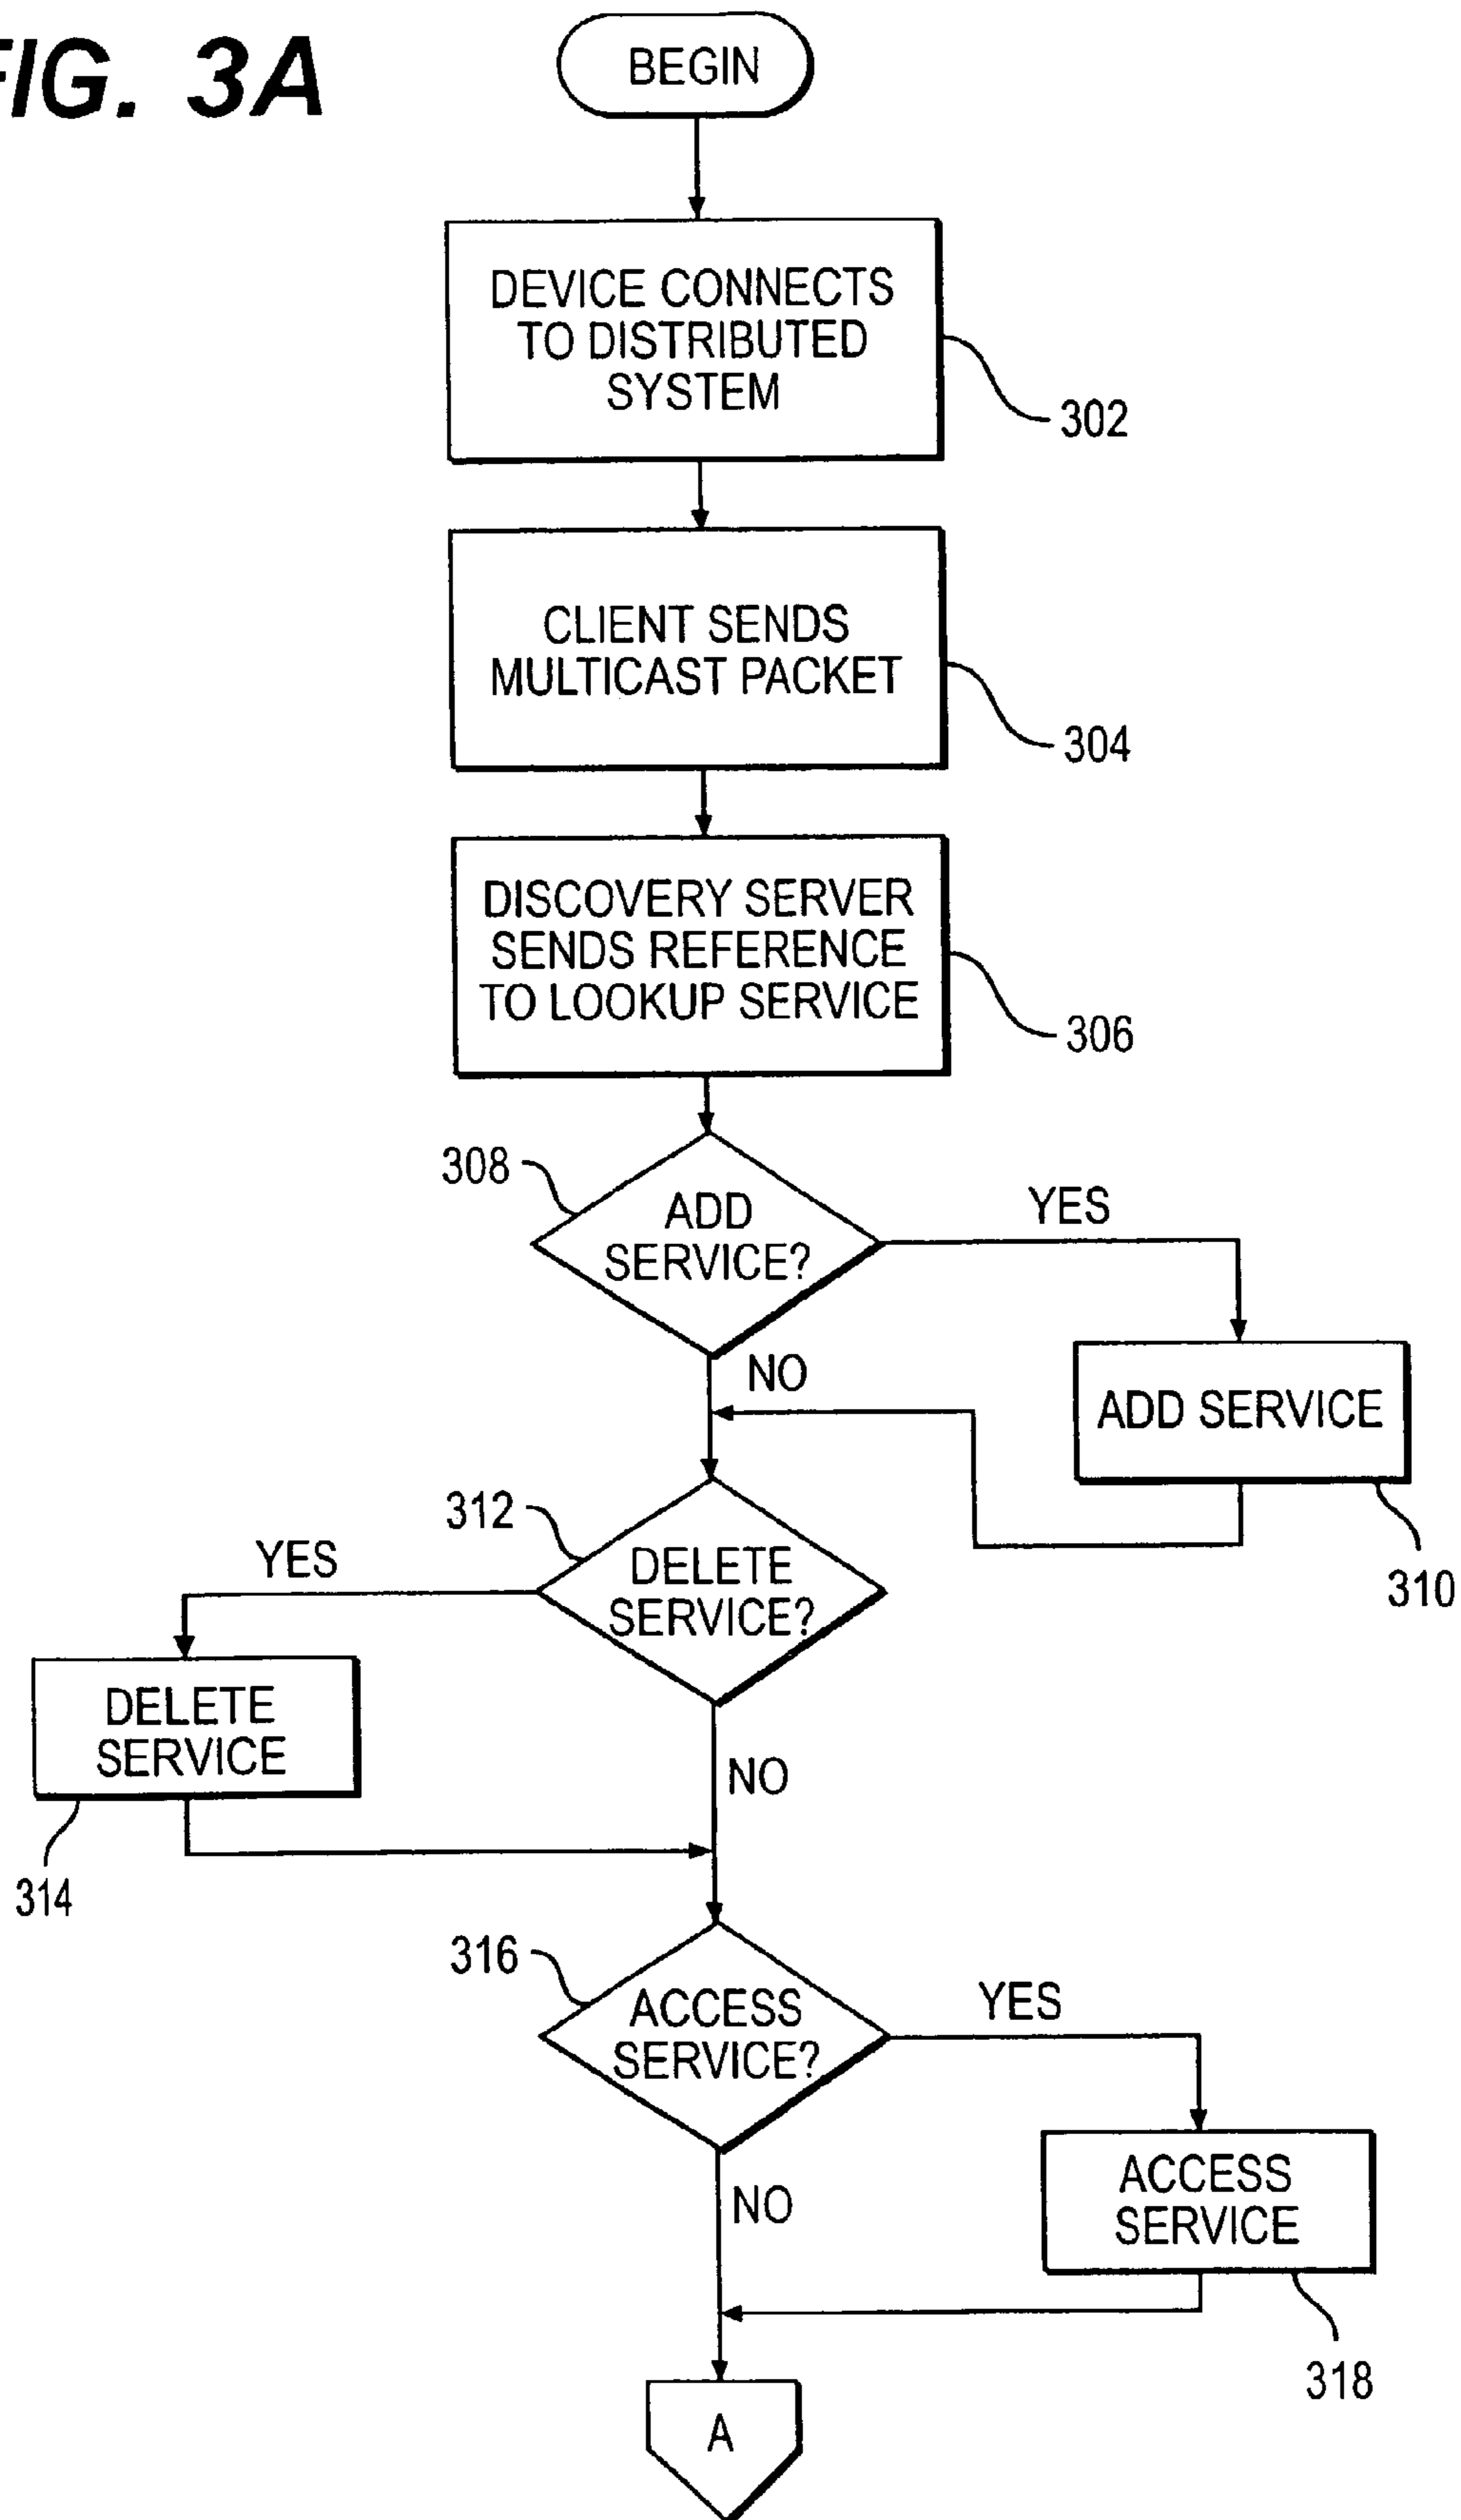 FIG. 3A
BEGIN
DEVICE CONNECTS
TO DISTRIBUTED
SYSTEM
302
CLIENT SENDS
MULTICAST PACKET
304
DISCOVERY SERVER
SENDS REFERENCE
TO LOOKUP SERVICE
306
308
ADD
SERVICE?
YES
NO
ADD SERVICE
310
312
DELETE
SERVICE?
YES
DELETE
SERVICE
NO
314
316
ACCESS
SERVICE?
YES
NO
ACCESS
SERVICE
318
A